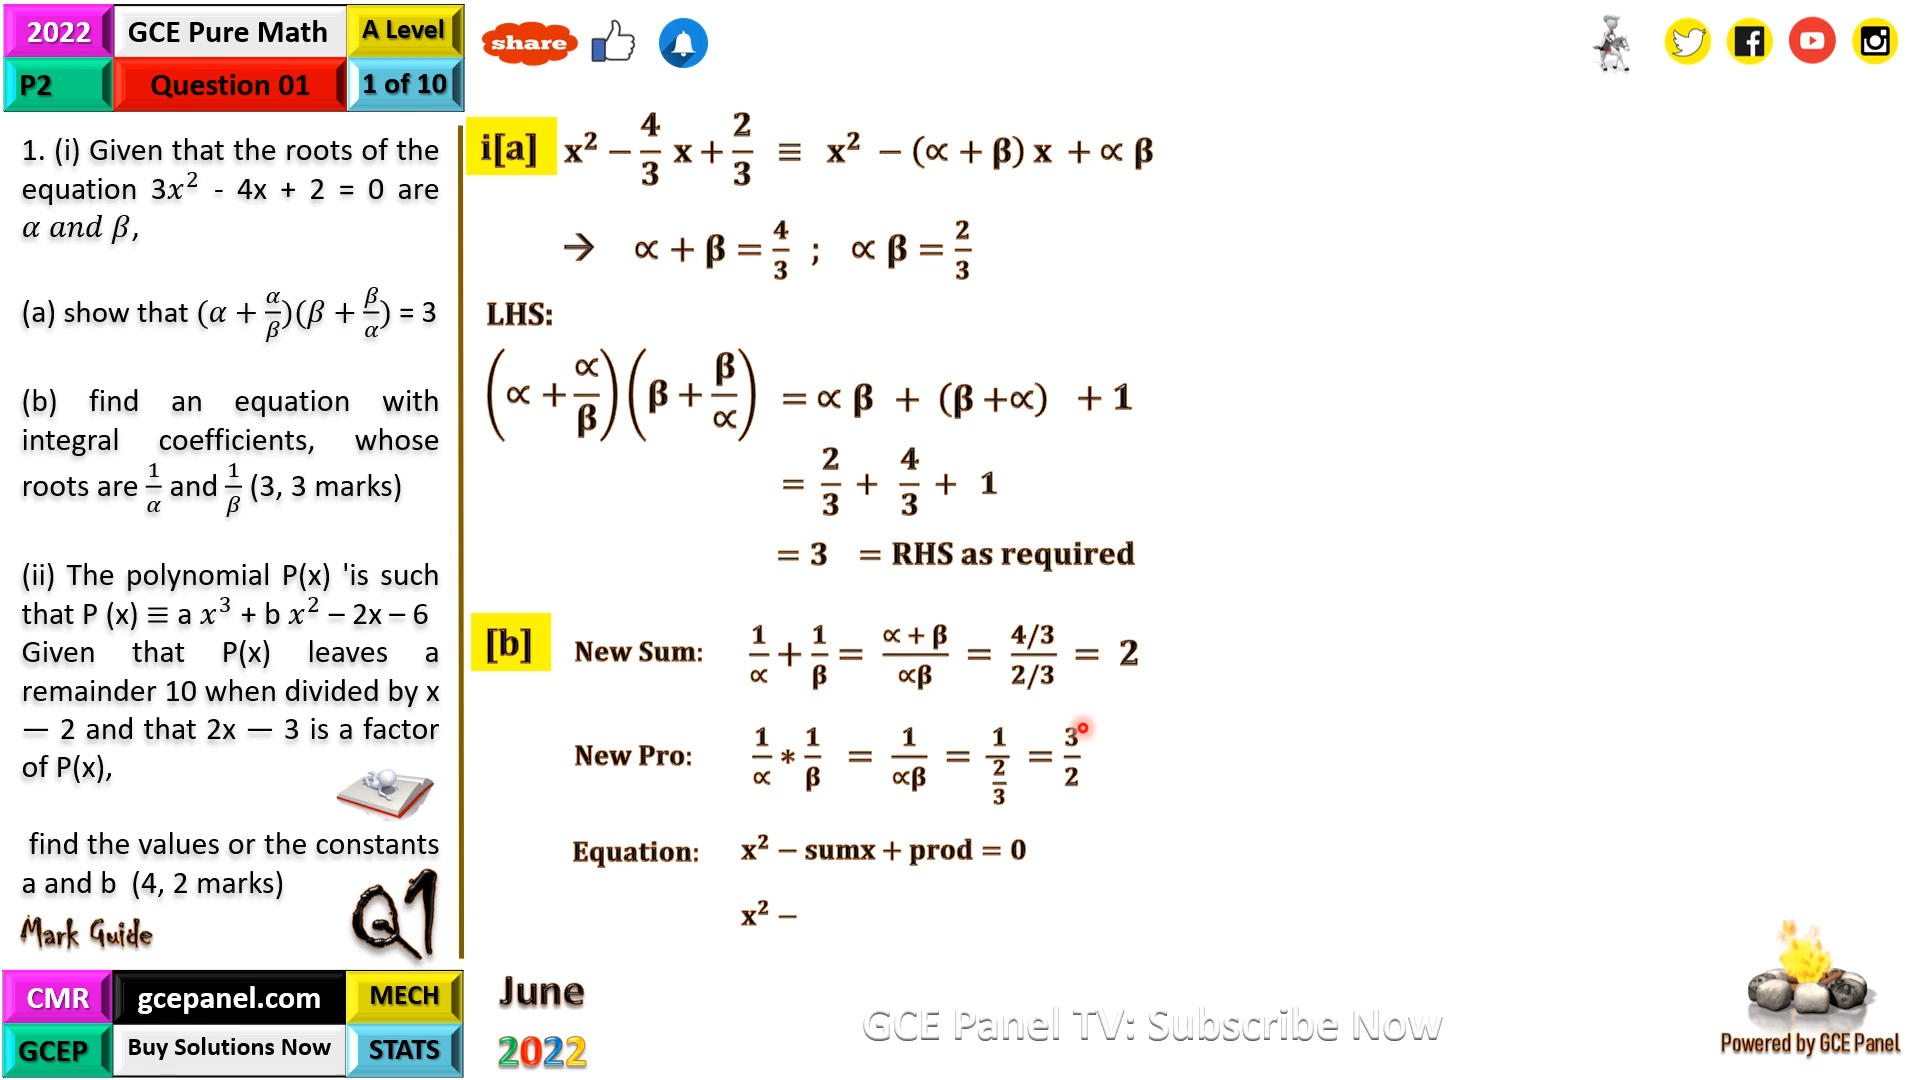 2022 GCE Pure Math A Level
P2 Question 01 1 of 10
share
1. (i) Given that the roots of the
equation 3x² - 4x + 2 = 0 are
α and β,
(a) show that (α + α/β)(β + β/α) = 3
(b) find an equation with
integral coefficients, whose
roots are 1/α and 1/β (3, 3 marks)
(ii) The polynomial P(x) 'is such
that P (x) ≡ a x³ + b x² – 2x – 6
Given that P(x) leaves a
remainder 10 when divided by x
— 2 and that 2x — 3 is a factor
of P(x),
find the values or the constants
a and b (4, 2 marks)
Mark Guide
Q1
CMR gcepanel.com MECH
GCEP Buy Solutions Now STATS
i[a] x² − 4/3 x + 2/3 ≡ x² − (∝ + β) x + ∝ β
→ ∝ + β = 4/3 ; ∝ β = 2/3
LHS:
(∝ + ∝/β)(β + β/∝) = ∝ β + (β +∝) + 1
= 2/3 + 4/3 + 1
= 3 = RHS as required
[b] New Sum: 1/∝ + 1/β = (∝ + β)/∝β = (4/3)/(2/3) = 2
New Pro: 1/∝ * 1/β = 1/∝β = 1/(2/3) = 3/2
Equation: x² − sumx + prod = 0
x² −
June
2022
GCE Panel TV: Subscribe Now
Powered by GCE Panel